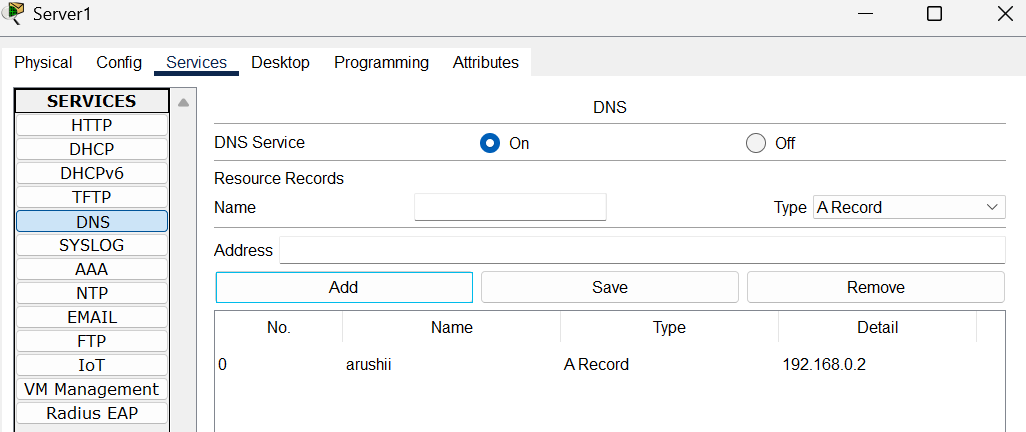 Server1
Physical Config Services Desktop Programming Attributes
SERVICES
HTTP
DHCP
DHCPv6
TFTP
DNS
SYSLOG
AAA
NTP
EMAIL
FTP
IoT
VM Management
Radius EAP
DNS
DNS Service On Off
Resource Records
Name Type A Record
Address
Add Save Remove
No. Name Type Detail
0 arushii A Record 192.168.0.2